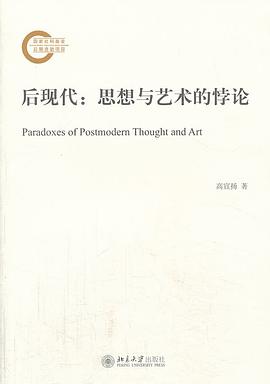 国家社科基金
后期资助项目
后现代：思想与艺术的悖论
Paradoxes of Postmodern Thought and Art
高宣扬 著
北京大学出版社
PEKING UNIVERSITY PRESS